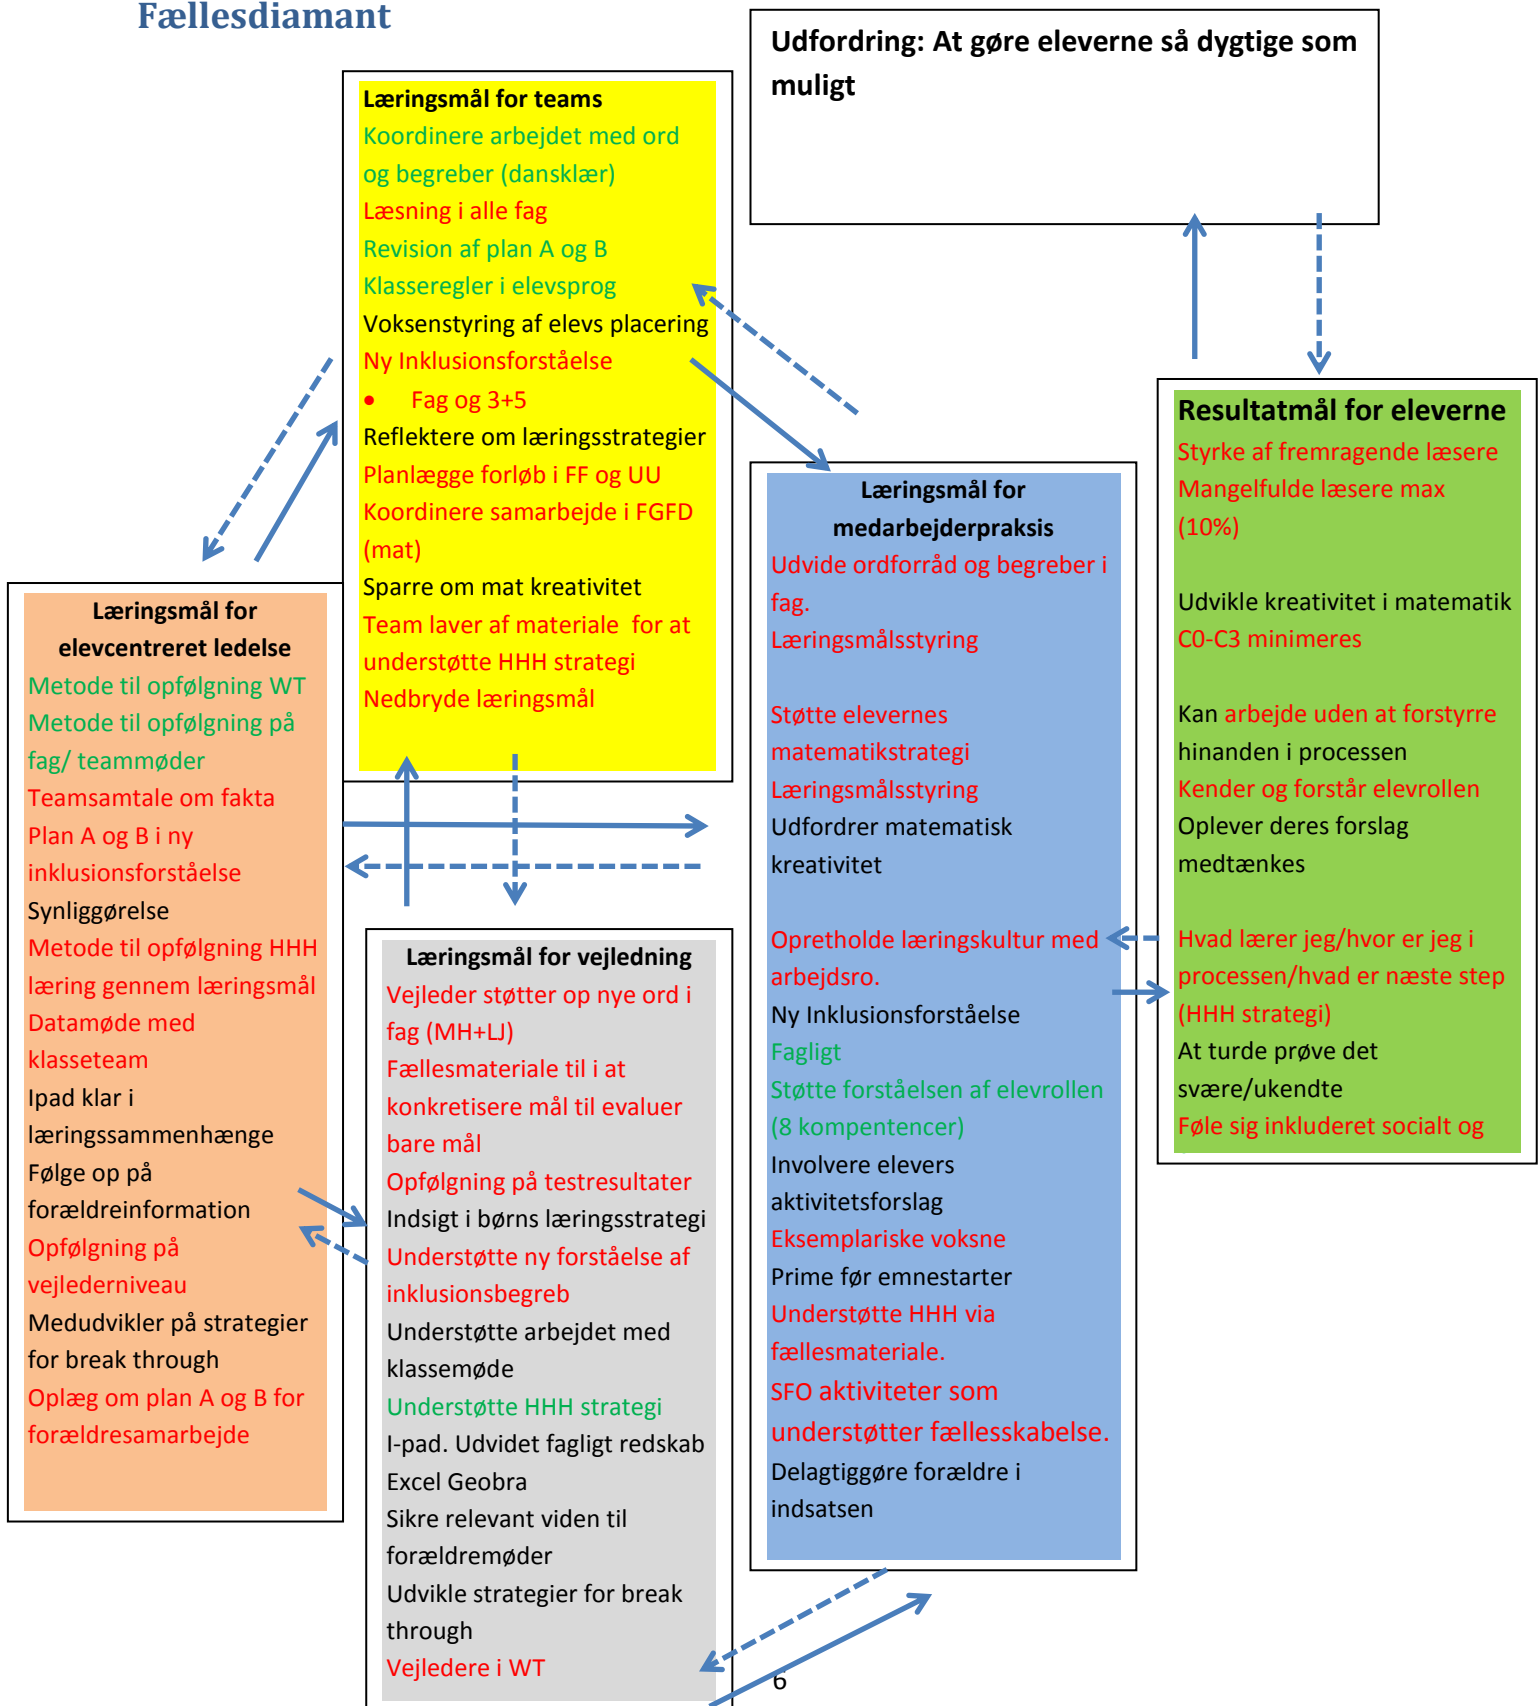 Fællesdiamant
Udfordring: At gøre eleverne så dygtige som
muligt
Læringsmål for teams
Koordinere arbejdet med ord
og begreber (dansklær)
Læsning i alle fag
Revision af plan A og B
Klasseregler i elevsprog
Voksenstyring af elevs placering
Ny Inklusionsforståelse
• Fag og 3+5
Reflektere om læringsstrategier
Planlægge forløb i FF og UU
Koordinere samarbejde i FGFD
(mat)
Sparre om mat kreativitet
Team laver af materiale for at
understøtte HHH strategi
Nedbryde læringsmål
Resultatmål for eleverne
Styrke af fremragende læsere
Mangelfulde læsere max
(10%)
Udvikle kreativitet i matematik
C0-C3 minimeres
Kan arbejde uden at forstyrre
hinanden i processen
Kender og forstår elevrollen
Oplever deres forslag
medtænkes
Hvad lærer jeg/hvor er jeg i
processen/hvad er næste step
(HHH strategi)
At turde prøve det
svære/ukendte
Føle sig inkluderet socialt og
Læringsmål for
medarbejderpraksis
Udvide ordforråd og begreber i
fag.
Læringsmålsstyring
Støtte elevernes
matematikstrategi
Læringsmålsstyring
Udfordrer matematisk
kreativitet
Opretholde læringskultur med
arbejdsro.
Ny Inklusionsforståelse
Fagligt
Støtte forståelsen af elevrollen
(8 kompentencer)
Involvere elevers
aktivitetsforslag
Eksemplariske voksne
Prime før emnestarter
Understøtte HHH via
fællesmateriale.
SFO aktiviteter som
understøtter fællesskabelse.
Delagtiggøre forældre i
indsatsen
Læringsmål for
elevcentreret ledelse
Metode til opfølgning WT
Metode til opfølgning på
fag/ teammøder
Teamsamtale om fakta
Plan A og B i ny
inklusionsforståelse
Synliggørelse
Metode til opfølgning HHH
læring gennem læringsmål
Datamøde med
klasseteam
Ipad klar i
læringssammenhænge
Følge op på
forældreinformation
Opfølgning på
vejlederniveau
Medudvikler på strategier
for break through
Oplæg om plan A og B for
forældresamarbejde
Læringsmål for vejledning
Vejleder støtter op nye ord i
fag (MH+LJ)
Fællesmateriale til i at
konkretisere mål til evaluer
bare mål
Opfølgning på testresultater
Indsigt i børns læringsstrategi
Understøtte ny forståelse af
inklusionsbegreb
Understøtte arbejdet med
klassemøde
Understøtte HHH strategi
I-pad. Udvidet fagligt redskab
Excel Geobra
Sikre relevant viden til
forældremøder
Udvikle strategier for break
through
Vejledere i WT
6